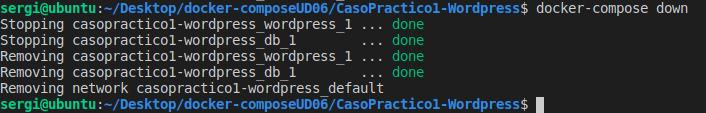 sergi@ubuntu:~/Desktop/docker-composeUD06/CasoPractico1-Wordpress$ docker-compose down
Stopping casopractico1-wordpress_wordpress_1 ... done
Stopping casopractico1-wordpress_db_1        ... done
Removing casopractico1-wordpress_wordpress_1 ... done
Removing casopractico1-wordpress_db_1        ... done
Removing network casopractico1-wordpress_default
sergi@ubuntu:~/Desktop/docker-composeUD06/CasoPractico1-Wordpress$